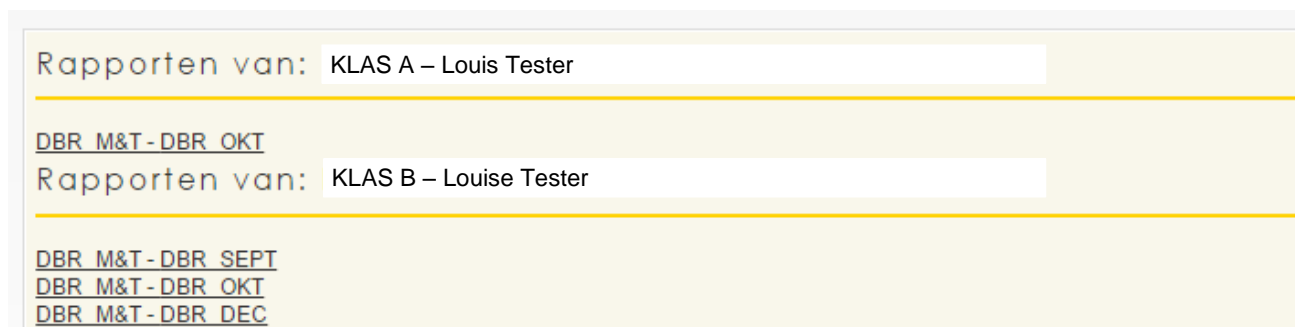 Rapporten van: KLAS A – Louis Tester
DBR M&T - DBR OKT
Rapporten van: KLAS B – Louise Tester
DBR M&T - DBR SEPT
DBR M&T - DBR OKT
DBR M&T - DBR DEC